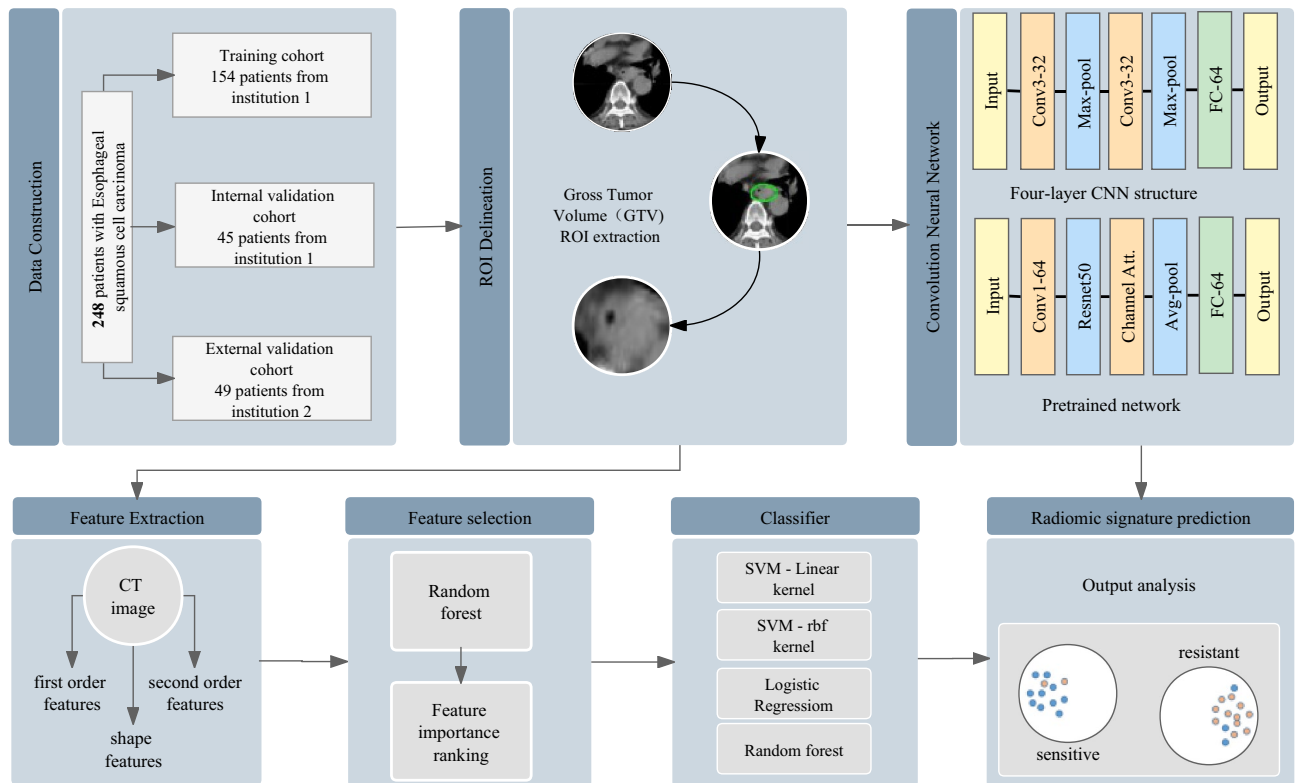 Data Construction
248 patients with Esophageal
squamous cell carcinoma
Training cohort
154 patients from
institution 1
Internal validation
cohort
45 patients from
institution 1
External validation
cohort
49 patients from
institution 2
ROI Delineation
Gross Tumor
Volume（GTV）
ROI extraction
Convolution Neural Network
Input
Conv3-32
Max-pool
Conv3-32
Max-pool
FC-64
Output
Four-layer CNN structure
Input
Conv1-64
Resnet50
Channel Att.
Avg-pool
FC-64
Output
Pretrained network
Feature Extraction
CT
image
first order
features
second order
features
shape
features
Feature selection
Random
forest
Feature
importance
ranking
Classifier
SVM - Linear
kernel
SVM - rbf
kernel
Logistic
Regressiom
Random forest
Radiomic signature prediction
Output analysis
sensitive
resistant